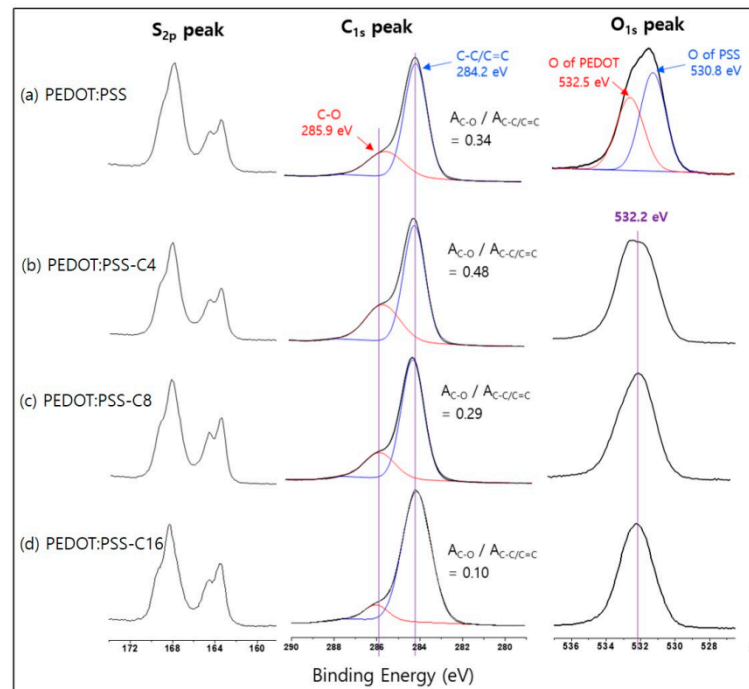 S2p peak
C1s peak
O1s peak
(a) PEDOT:PSS
C-C/C=C
284.2 eV
C-O
285.9 eV
AC-O / AC-C/C=C
= 0.34
O of PEDOT
532.5 eV
O of PSS
530.8 eV
(b) PEDOT:PSS-C4
AC-O / AC-C/C=C
= 0.48
532.2 eV
(c) PEDOT:PSS-C8
AC-O / AC-C/C=C
= 0.29
(d) PEDOT:PSS-C16
AC-O / AC-C/C=C
= 0.10
172 168 164 160
290 288 286 284 282 280
536 534 532 530 528
Binding Energy (eV)